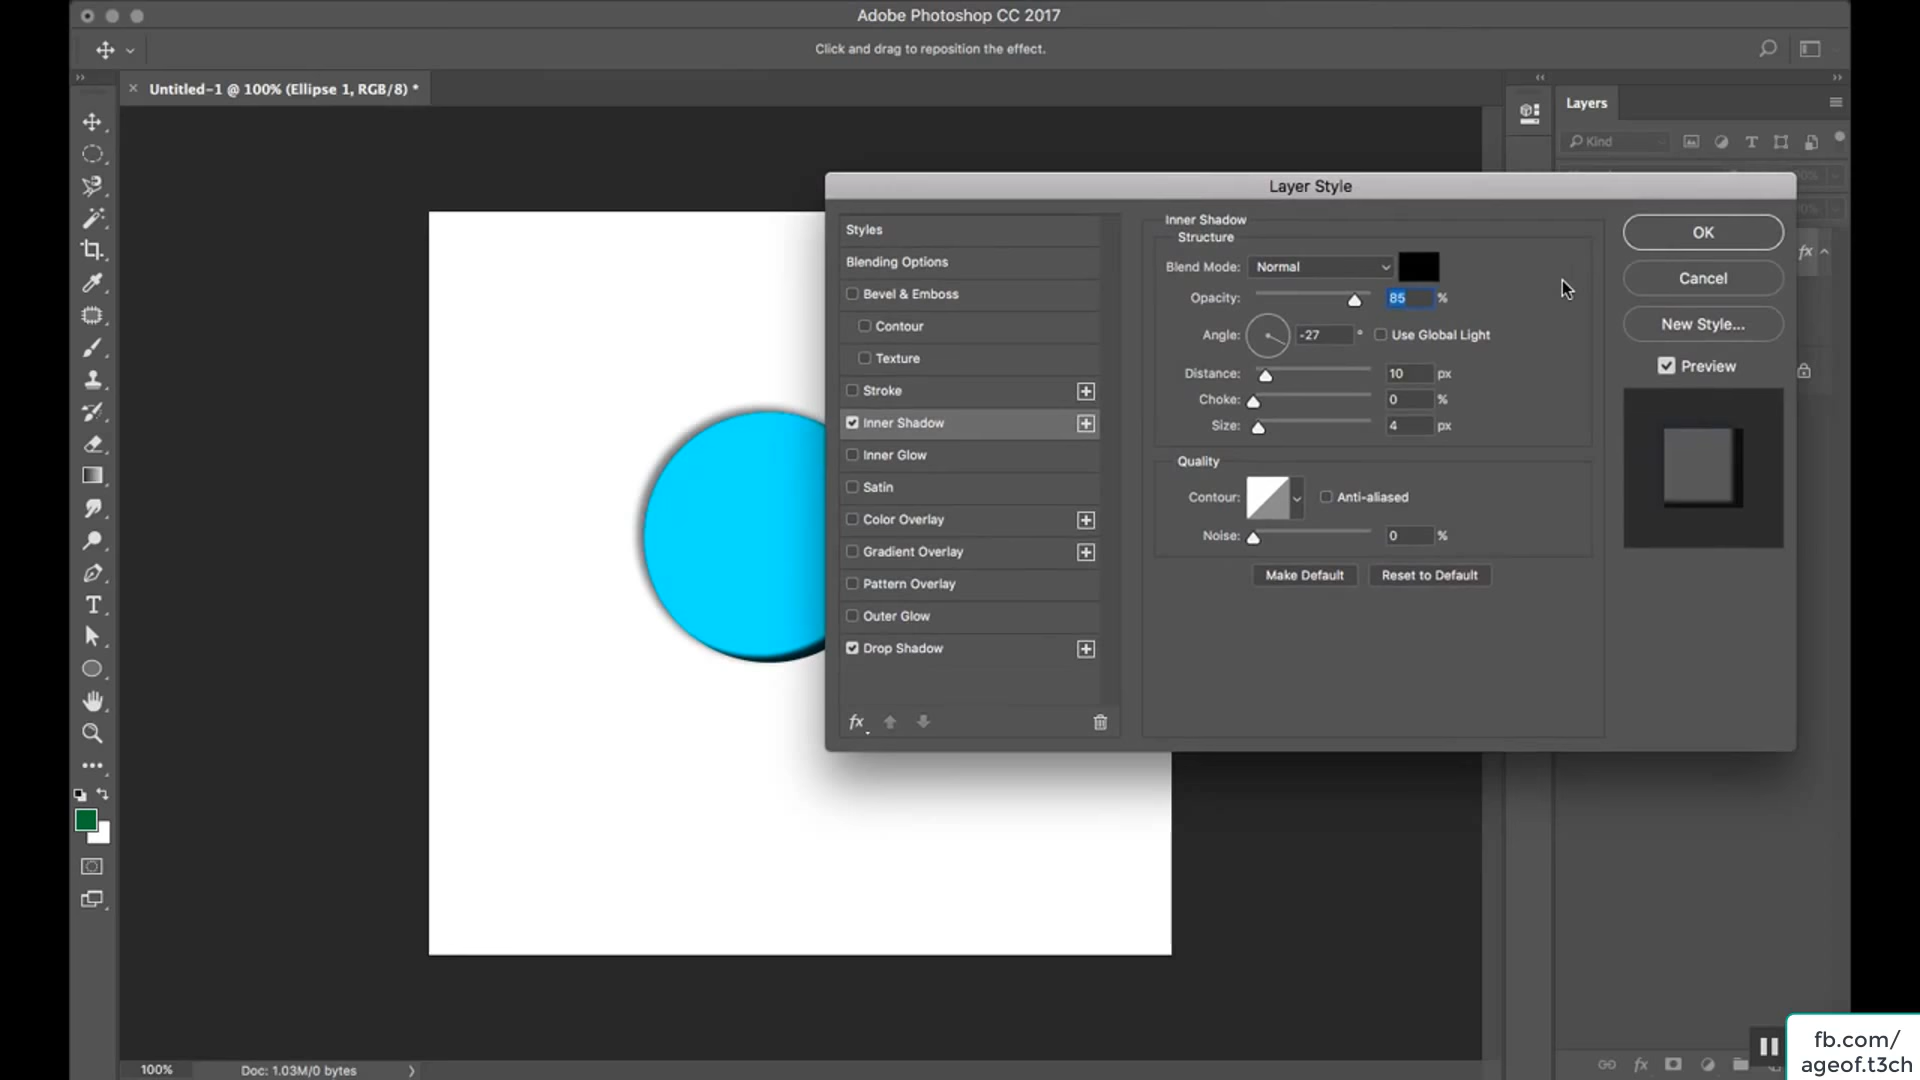 Adobe Photoshop CC 2017
Click and drag to reposition the effect.
Untitled-1 @ 100% (Ellipse 1, RGB/8) *
Layers
Kind
Layer Style
Styles
Blending Options
Bevel & Emboss
Contour
Texture
Stroke
Inner Shadow
Inner Glow
Satin
Color Overlay
Gradient Overlay
Pattern Overlay
Outer Glow
Drop Shadow
fx
Inner Shadow
Structure
Blend Mode: Normal
Opacity: 85 %
Angle: -27 ° Use Global Light
Distance: 10 px
Choke: 0 %
Size: 4 px
Quality
Contour: Anti-aliased
Noise: 0 %
Make Default Reset to Default
OK
Cancel
New Style...
Preview
fx
100% Doc: 1.03M/0 bytes
fx
fb.com/
ageof.t3ch